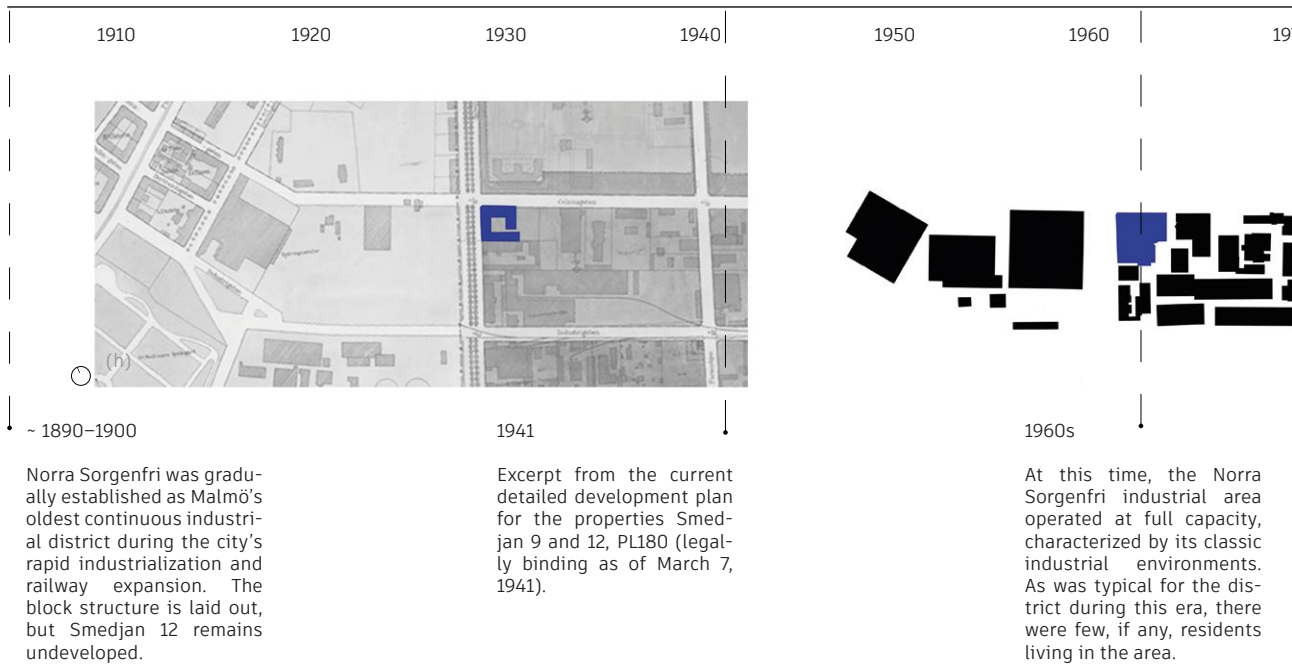 1910 1920 1930 1940 1950 1960
(h)
Industrigatan
~ 1890–1900
Norra Sorgenfri was gradu-
ally established as Malmö's
oldest continuous industri-
al district during the city's
rapid industrialization and
railway expansion. The
block structure is laid out,
but Smedjan 12 remains
undeveloped.
1941
Excerpt from the current
detailed development plan
for the properties Smed-
jan 9 and 12, PL180 (legal-
ly binding as of March 7,
1941).
1960s
At this time, the Norra
Sorgenfri industrial area
operated at full capacity,
characterized by its classic
industrial environments.
As was typical for the dis-
trict during this era, there
were few, if any, residents
living in the area.